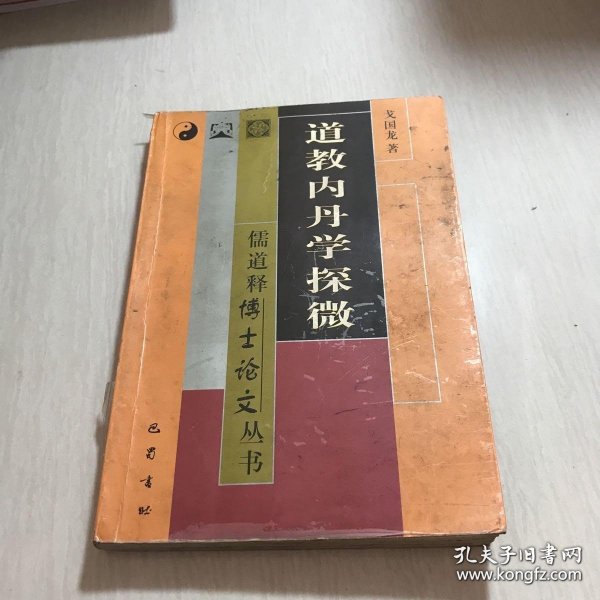 道教内丹学探微
戈国龙 著
儒道释博士论文丛书
巴蜀书社
孔夫子旧书网
www.kongfz.com